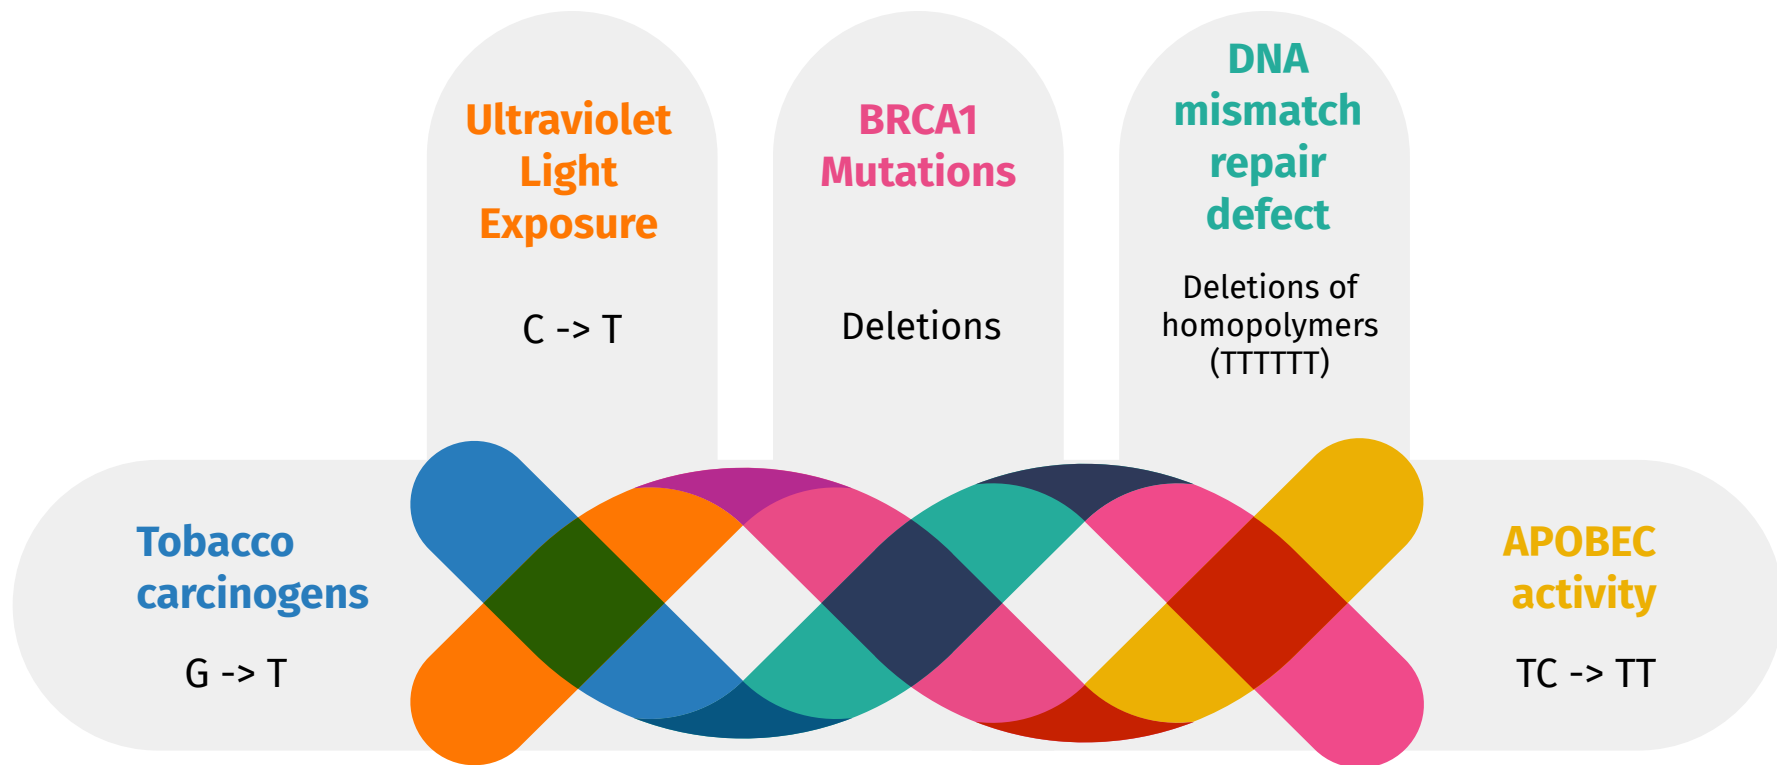 Ultraviolet
Light
Exposure
C -> T
BRCA1
Mutations
Deletions
DNA
mismatch
repair
defect
Deletions of
homopolymers
(TTTTTT)
Tobacco
carcinogens
G -> T
APOBEC
activity
TC -> TT